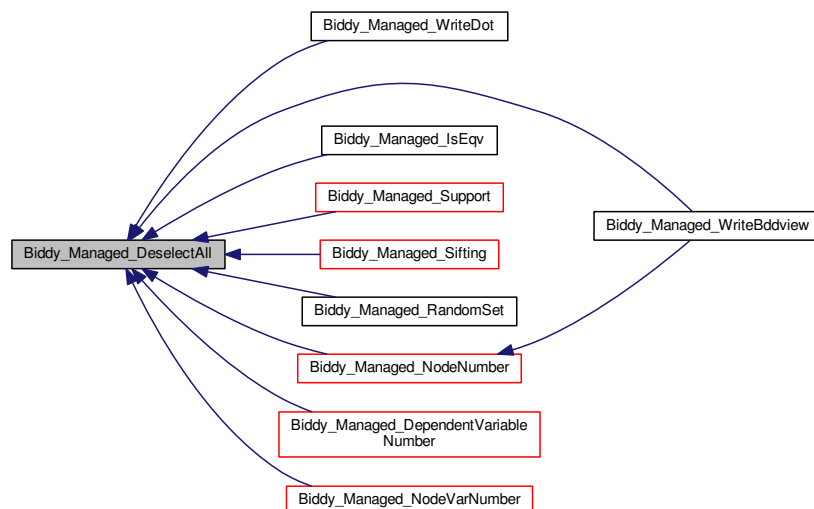 Biddy_Managed_WriteDot
Biddy_Managed_IsEqv
Biddy_Managed_Support
Biddy_Managed_WriteBddview
Biddy_Managed_DeselectAll
Biddy_Managed_Sifting
Biddy_Managed_RandomSet
Biddy_Managed_NodeNumber
Biddy_Managed_DependentVariable
Number
Biddy_Managed_NodeVarNumber